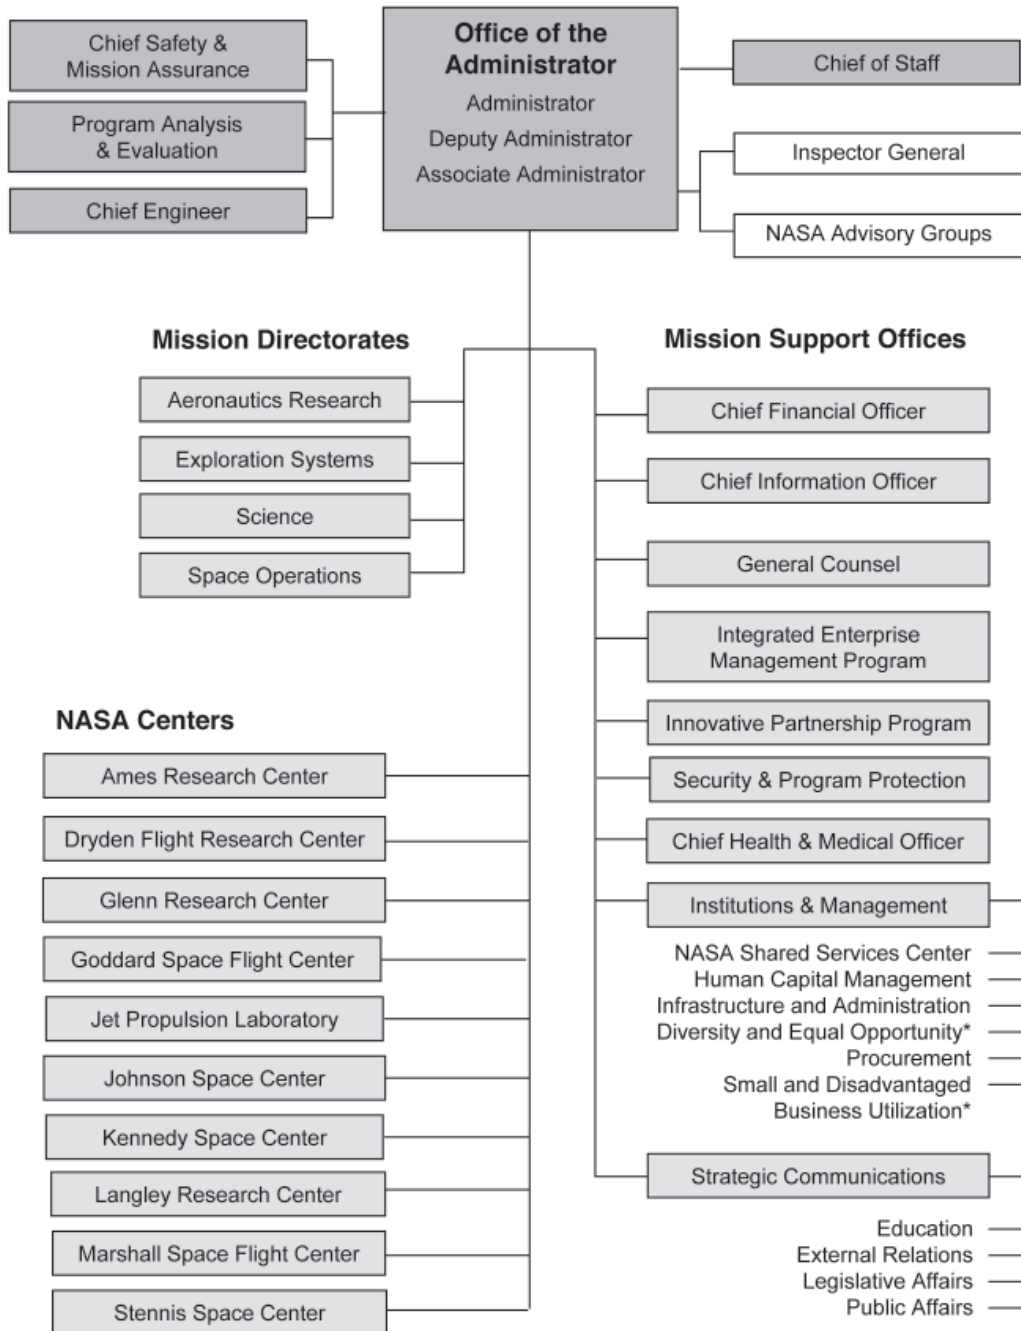 Chief Safety &
Mission Assurance
Program Analysis
& Evaluation
Chief Engineer
Office of the
Administrator
Administrator
Deputy Administrator
Associate Administrator
Chief of Staff
Inspector General
NASA Advisory Groups
Mission Directorates
Aeronautics Research
Exploration Systems
Science
Space Operations
NASA Centers
Ames Research Center
Dryden Flight Research Center
Glenn Research Center
Goddard Space Flight Center
Jet Propulsion Laboratory
Johnson Space Center
Kennedy Space Center
Langley Research Center
Marshall Space Flight Center
Stennis Space Center
Mission Support Offices
Chief Financial Officer
Chief Information Officer
General Counsel
Integrated Enterprise
Management Program
Innovative Partnership Program
Security & Program Protection
Chief Health & Medical Officer
Institutions & Management
NASA Shared Services Center
Human Capital Management
Infrastructure and Administration
Diversity and Equal Opportunity*
Procurement
Small and Disadvantaged
Business Utilization*
Strategic Communications
Education
External Relations
Legislative Affairs
Public Affairs